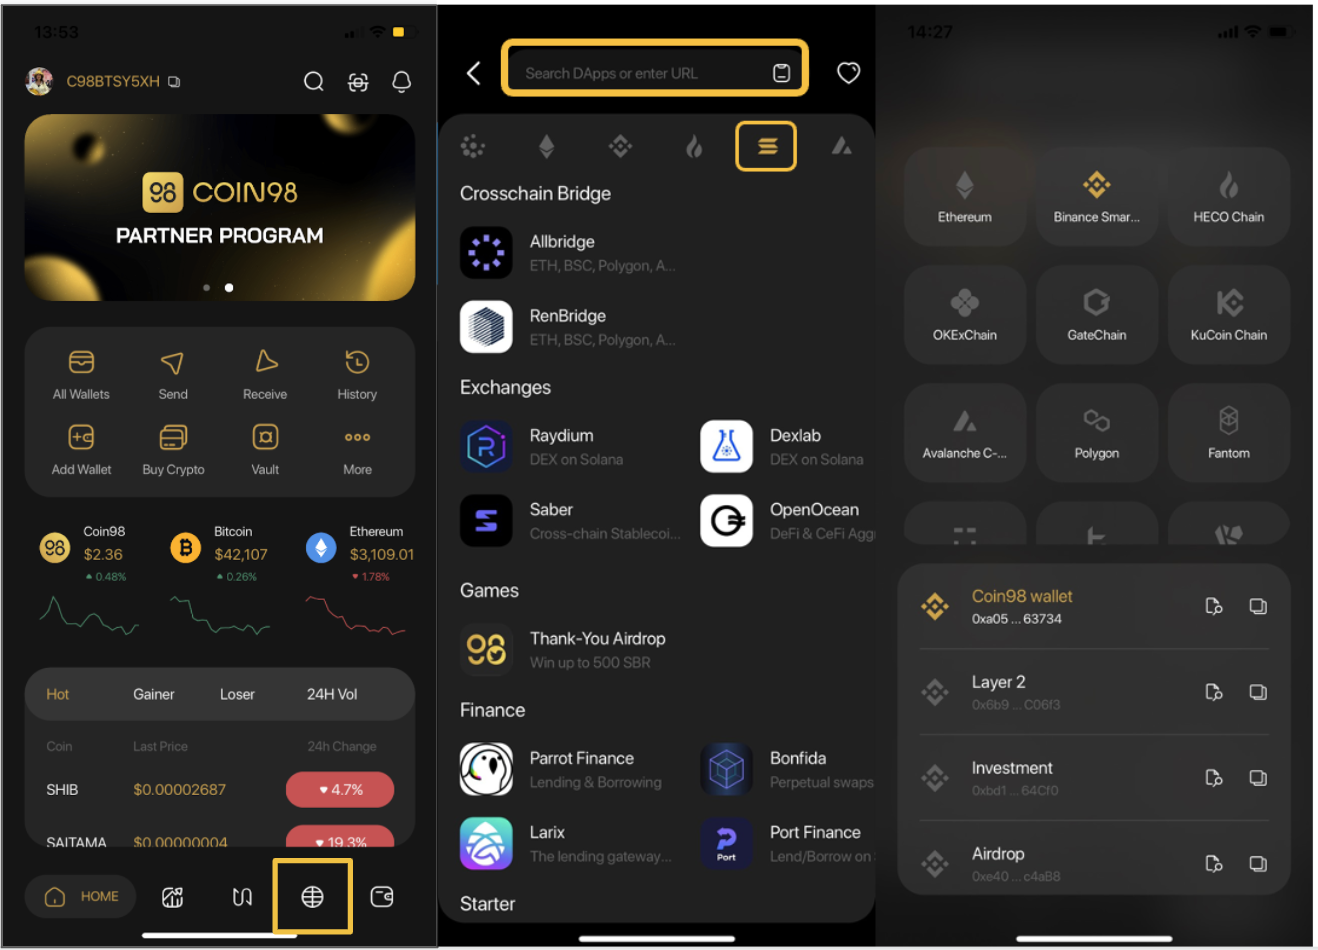 13:53
C98BTSY5XH
98 COIN98
PARTNER PROGRAM
All Wallets Send Receive History
Add Wallet Buy Crypto Vault More
Coin98 Bitcoin Ethereum
98 $2.36 $42,107 $3,109.01
0.48% 0.26% 1.78%
Hot Gainer Loser 24H Vol
Coin Last Price 24h Change
SHIB $0.00002687 4.7%
SAITAMA $0.00000004 19.3%
HOME
Search DApps or enter URL
Crosschain Bridge
Allbridge
ETH, BSC, Polygon, A...
RenBridge
ETH, BSC, Polygon, A...
Exchanges
Raydium Dexlab
DEX on Solana DEX on Solana
Saber OpenOcean
Cross-chain Stablecoi... DeFi & CeFi Agg
Games
98 Thank-You Airdrop
Win up to 500 SBR
Finance
Parrot Finance Bonfida
Lending & Borrowing Perpetual swaps
Larix Port Finance
The lending gateway... Port Lend/Borrow on
Starter
14:27
Ethereum Binance Smar... HECO Chain
OKExChain GateChain KuCoin Chain
Avalanche C-... Polygon Fantom
Coin98 wallet
0xa05 ... 63734
Layer 2
0x6b9 ... C06f3
Investment
0xbd1 ... 64Cf0
Airdrop
0xe40 ... c4aB8